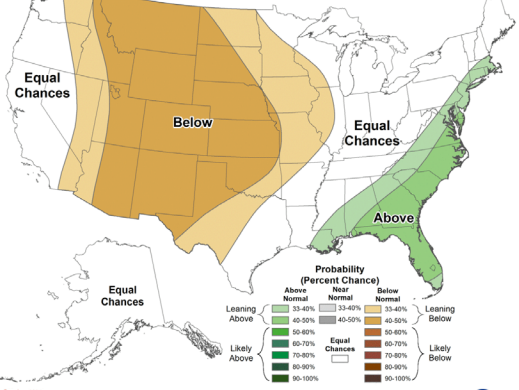 Equal
Chances
Below
Equal
Chances
Above
Equal
Chances
Probability
(Percent Chance)
Above
Normal
Near
Normal
Below
Normal
Leaning
Above
33-40%
33-40%
33-40%
Leaning
Below
40-50%
40-50%
40-50%
Likely
Above
50-60%
60-70%
70-80%
80-90%
90-100%
Equal
Chances
50-60%
60-70%
70-80%
80-90%
90-100%
Likely
Below